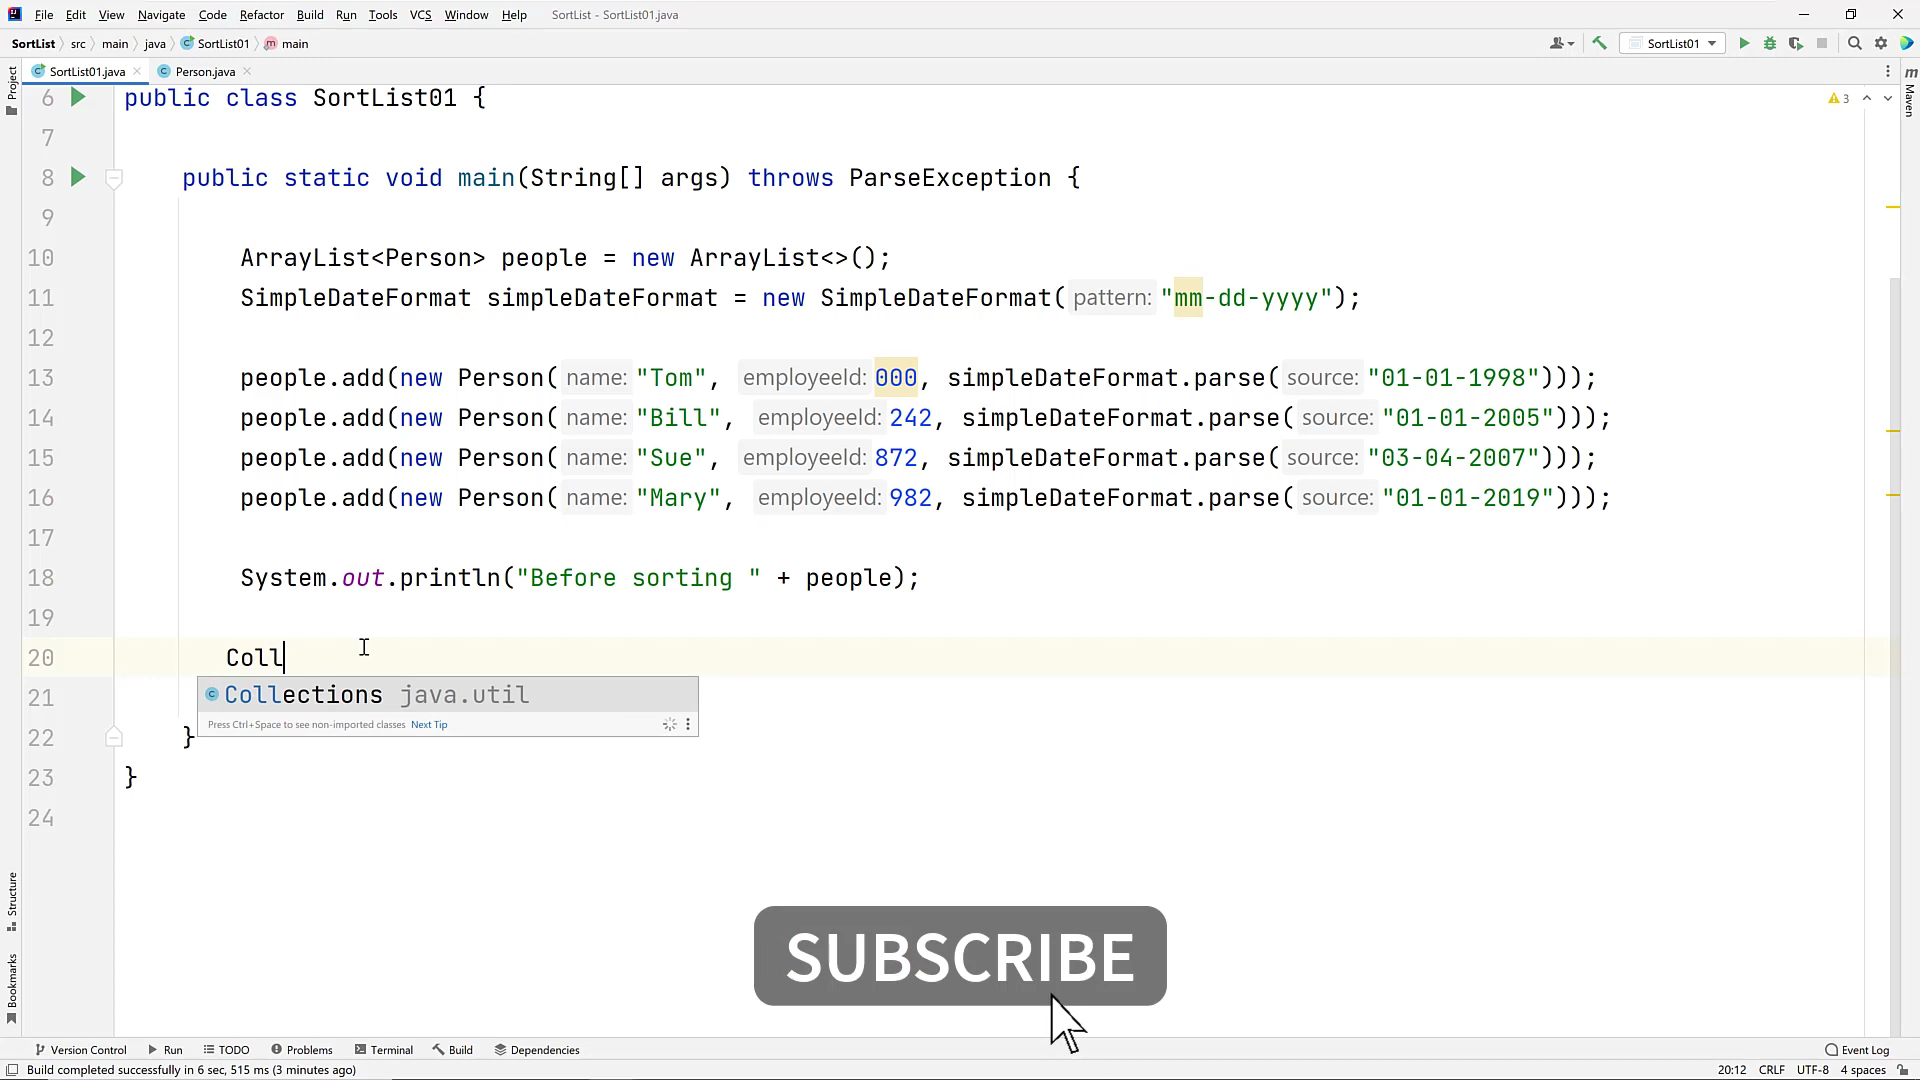 File Edit View Navigate Code Refactor Build Run Tools VCS Window Help SortList - SortList01.java
SortList src main java SortList01 main SortList01
SortList01.java Person.java
Project
Maven
3
6 public class SortList01 {
7
8 public static void main(String[] args) throws ParseException {
9
10 ArrayList<Person> people = new ArrayList<>();
11 SimpleDateFormat simpleDateFormat = new SimpleDateFormat( pattern: "mm-dd-yyyy");
12
13 people.add(new Person( name: "Tom", employeeId: 000, simpleDateFormat.parse( source: "01-01-1998")));
14 people.add(new Person( name: "Bill", employeeId: 242, simpleDateFormat.parse( source: "01-01-2005")));
15 people.add(new Person( name: "Sue", employeeId: 872, simpleDateFormat.parse( source: "03-04-2007")));
16 people.add(new Person( name: "Mary", employeeId: 982, simpleDateFormat.parse( source: "01-01-2019")));
17
18 System.out.println("Before sorting " + people);
19
20 Coll
21 Collections java.util
Press Ctrl+Space to see non-imported classes Next Tip
22 }
23 }
24
Structure
Bookmarks
SUBSCRIBE
Version Control Run TODO Problems Terminal Build Dependencies Event Log
Build completed successfully in 6 sec, 515 ms (3 minutes ago) 20:12 CRLF UTF-8 4 spaces